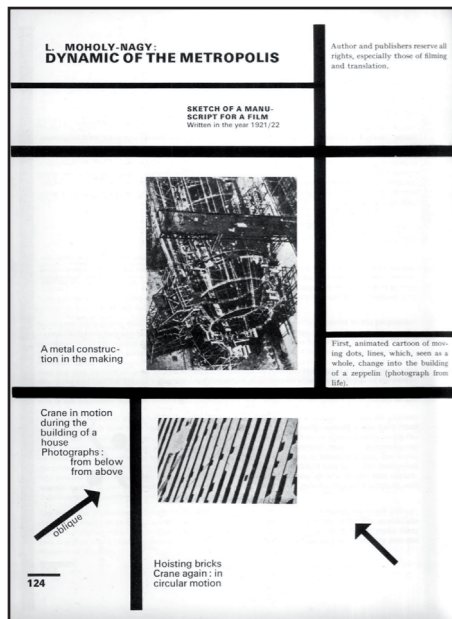 L. MOHOLY-NAGY:
DYNAMIC OF THE METROPOLIS
Author and publishers reserve all
rights, especially those of filming
and translation.
SKETCH OF A MANU-
SCRIPT FOR A FILM
Written in the year 1921/22
A metal construc-
tion in the making
First, animated cartoon of mov-
ing dots, lines, which, seen as a
whole, change into the building
of a zeppelin (photograph from
life).
Crane in motion
during the
building of a
house
Photographs:
from below
from above
oblique
Hoisting bricks
Crane again: in
circular motion
124